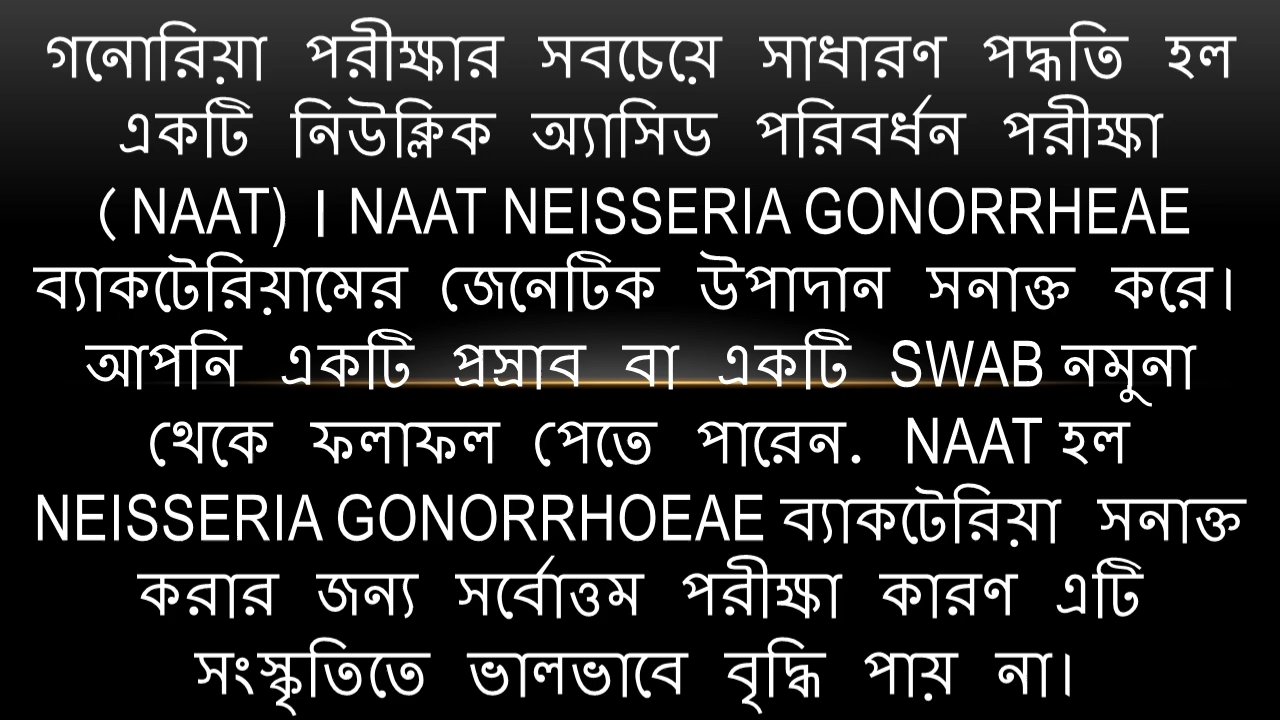 গনোরিয়া পরীক্ষার সবচেয়ে সাধারণ পদ্ধতি হল
একটি নিউক্লিক অ্যাসিড পরিবর্ধন পরীক্ষা
( NAAT) । NAAT NEISSERIA GONORRHEAE
ব্যাকটেরিয়ামের জেনেটিক উপাদান সনাক্ত করে।
আপনি একটি প্রস্রাব বা একটি SWAB নমুনা
থেকে ফলাফল পেতে পারেন. NAAT হল
NEISSERIA GONORRHOEAE ব্যাকটেরিয়া সনাক্ত
করার জন্য সর্বোত্তম পরীক্ষা কারণ এটি
সংস্কৃতিতে ভালভাবে বৃদ্ধি পায় না।